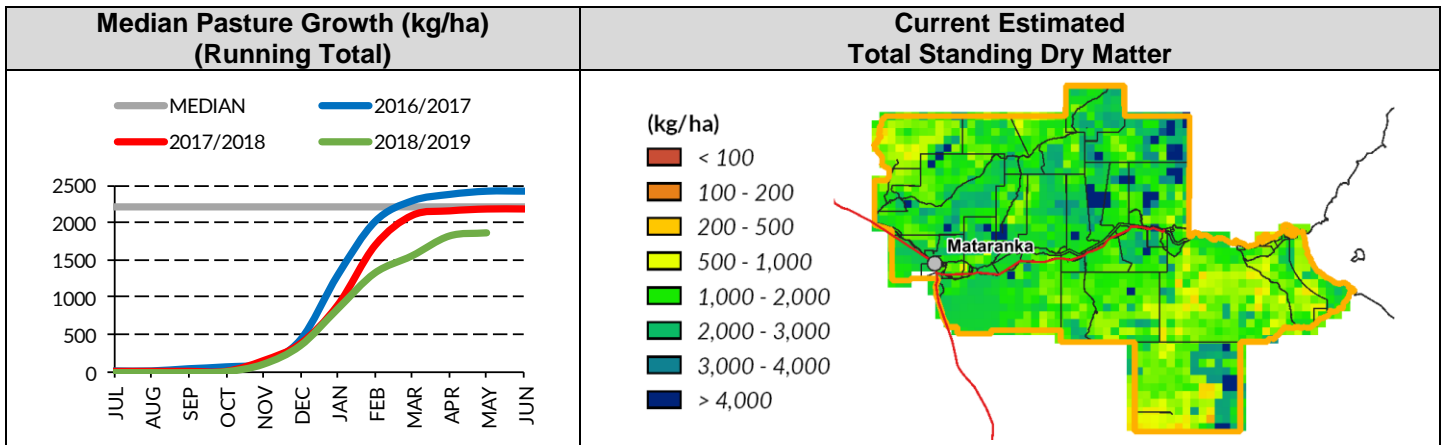 Median Pasture Growth (kg/ha)
(Running Total)
Current Estimated
Total Standing Dry Matter
MEDIAN
2016/2017
2017/2018
2018/2019
2500
2000
1500
1000
500
0
JUL
AUG
SEP
OCT
NOV
DEC
JAN
FEB
MAR
APR
MAY
JUN
(kg/ha)
< 100
100 - 200
200 - 500
500 - 1,000
1,000 - 2,000
2,000 - 3,000
3,000 - 4,000
> 4,000
Mataranka